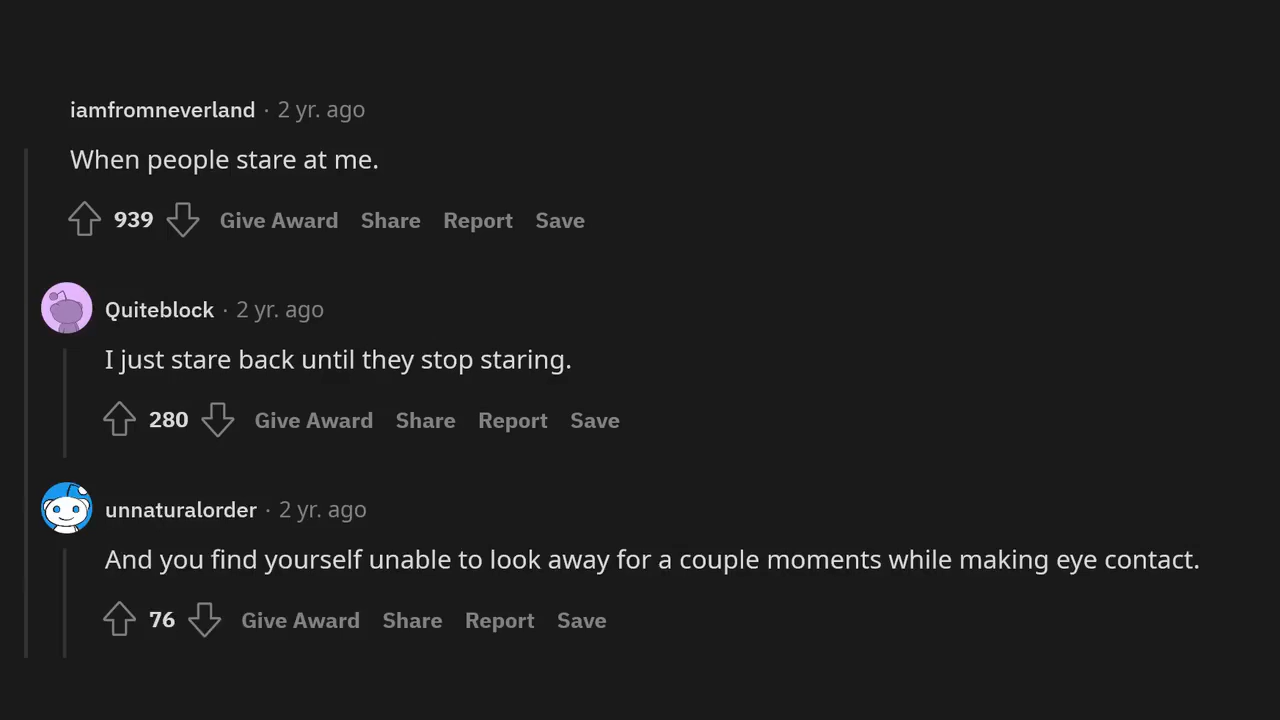 iamfromneverland · 2 yr. ago
When people stare at me.
939 Give Award Share Report Save
Quiteblock · 2 yr. ago
I just stare back until they stop staring.
280 Give Award Share Report Save
unnaturalorder · 2 yr. ago
And you find yourself unable to look away for a couple moments while making eye contact.
76 Give Award Share Report Save